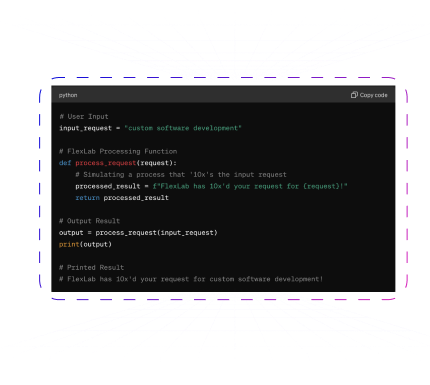 python
Copy code
# User Input
input_request = "custom software development"
# FlexLab Processing Function
def process_request(request):
# Simulating a process that '10x's the input request
processed_result = f"FlexLab has 10x'd your request for {request}!"
return processed_result
# Output Result
output = process_request(input_request)
print(output)
# Printed Result
# FlexLab has 10x'd your request for custom software development!